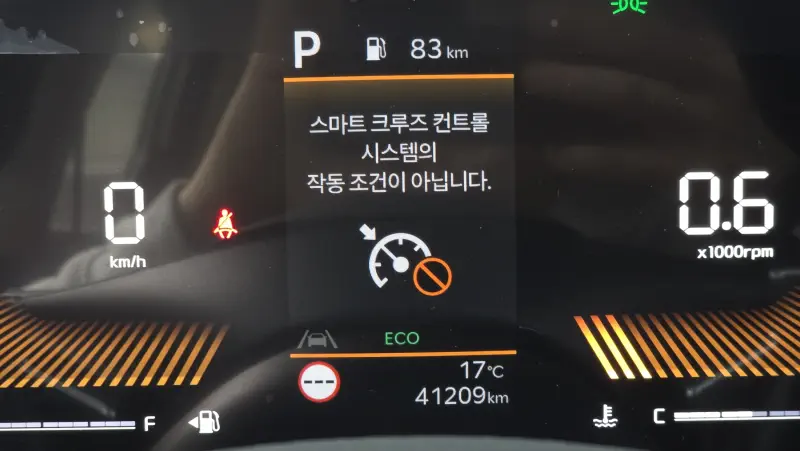 P 83 km
스마트 크루즈 컨트롤
시스템의
작동 조건이 아닙니다.
0
km/h
0.6
x1000rpm
ECO
---
17℃
41209km
F
C